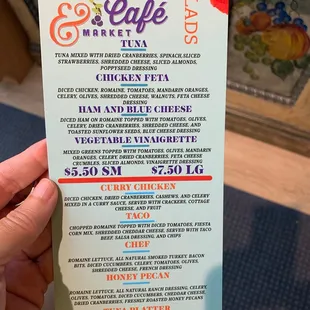 & Café
MARKET
LADS
TUNA
TUNA MIXED WITH DRIED CRANBERRIES, SPINACH, SLICED
STRAWBERRIES, SHREDDED CHEESE, SLICED ALMONDS,
POPPYSEED DRESSING
CHICKEN FETA
DICED CHICKEN, ROMAINE, TOMATOES, MANDARIN ORANGES,
CELERY, OLIVES, SHREDDED CHEESE, WALNUTS, FETA CHEESE
DRESSING
HAM AND BLUE CHEESE
DICED HAM ON ROMAINE TOPPED WITH TOMATOES, OLIVES,
CELERY, DRIED CRANBERRIES, SHREDDED CHEESE, AND
TOASTED SUNFLOWER SEEDS, BLUE CHEESE DRESSING
VEGETABLE VINAIGRETTE
MIXED GREENS TOPPED WITH TOMATOES, OLIVES, MANDARIN
ORANGES, CELERY, DRIED CRANBERRIES, FETA CHEESE
CRUMBLES, SLICED ALMONDS, VINAIGRETTE DRESSING
$5.50 SM $7.50 LG
CURRY CHICKEN
DICED CHICKEN, DRIED CRANBERRIES, CASHEWS, AND CELERY
MIXED IN A CURRY SAUCE, SERVED WITH CRACKERS, COTTAGE
CHEESE, AND FRUIT
TACO
CHOPPED ROMAINE TOPPED WITH DICED TOMATOES, FIESTA
CORN MIX, SHREDDED CHEDDAR CHEESE, SERVED WITH TACO
BEEF, SALSA DRESSING, AND CHIPS
CHEF
ROMAINE LETTUCE, ALL NATURAL SMOKED TURKEY, BACON
BITS, DICED CUCUMBERS, CELERY, TOMATOES, OLIVES,
SHREDDED CHEESE, FRENCH DRESSING
HONEY PECAN
ROMAINE LETTUCE, ALL NATURAL RANCH DRESSING, CELERY,
OLIVES, TOMATOES, DICED CUCUMBER, CHEDDAR CHEESE,
DRIED CRANBERRIES, FRESHLY ROASTED HONEY PECANS
PLATTER